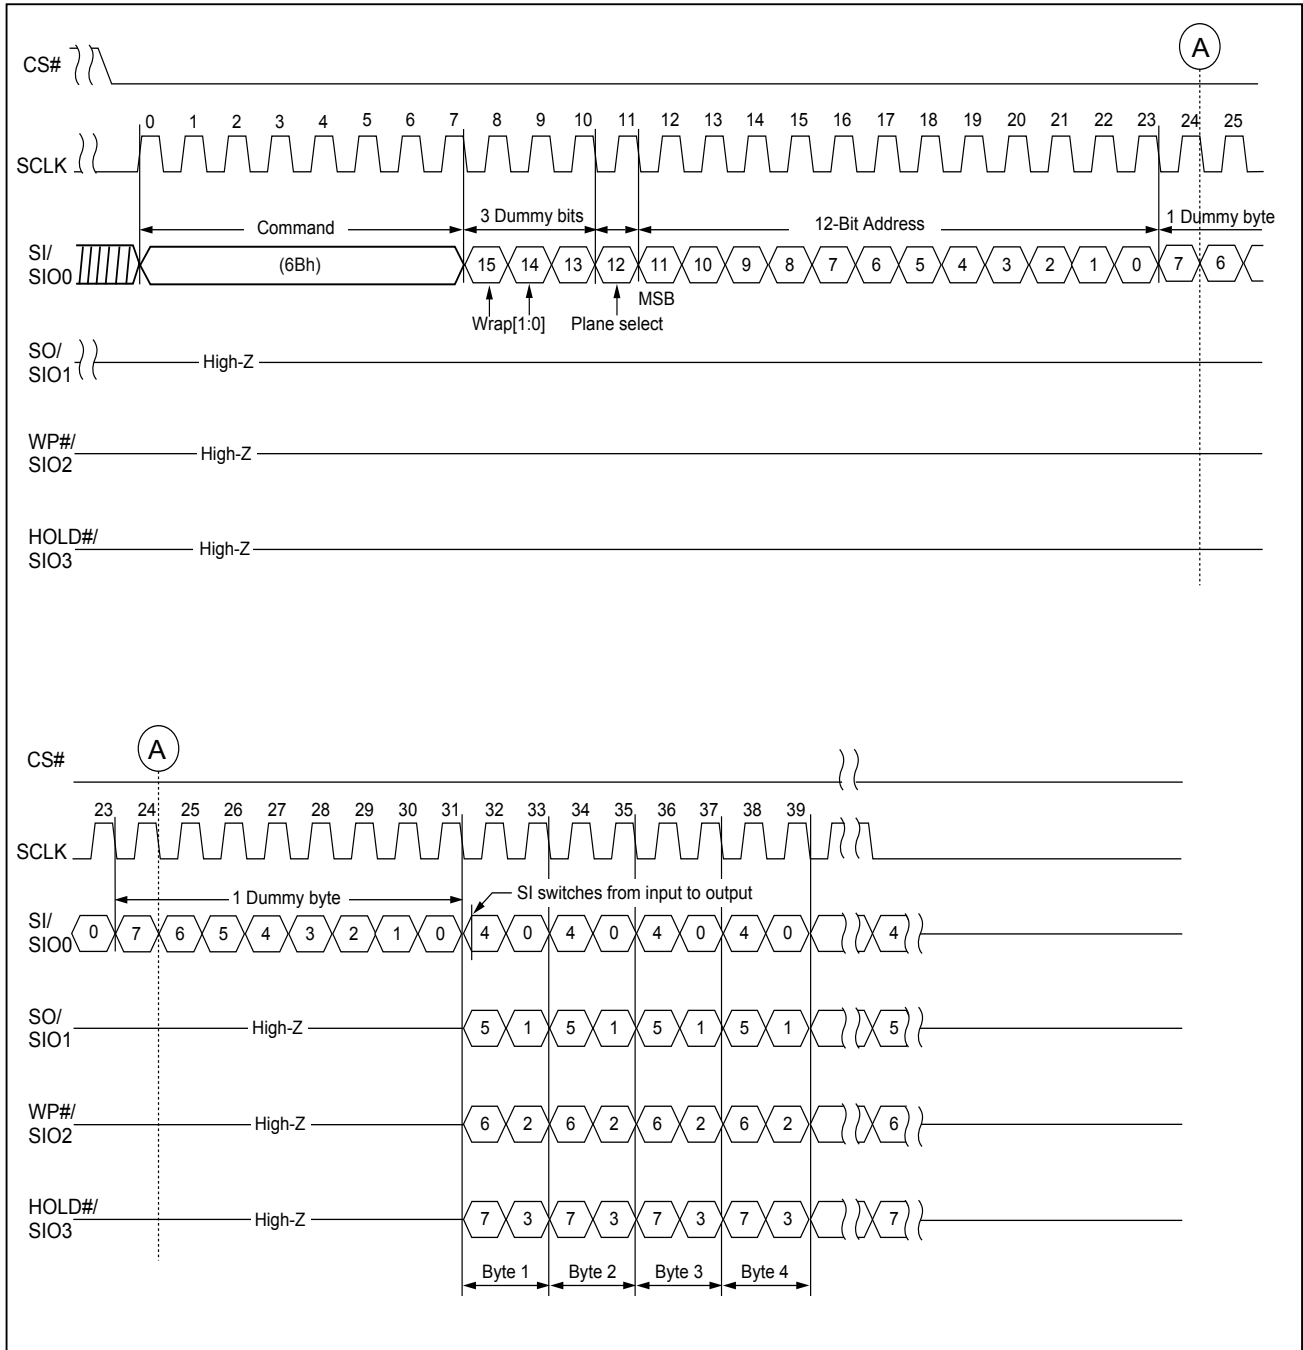 A
CS#
0 1 2 3 4 5 6 7 8 9 10 11 12 13 14 15 16 17 18 19 20 21 22 23 24 25
SCLK
Command
3 Dummy bits
12-Bit Address
1 Dummy byte
SI/
SIO0
(6Bh) 15 14 13 12 11 10 9 8 7 6 5 4 3 2 1 0 7 6
MSB
Wrap[1:0] Plane select
SO/
SIO1
High-Z
WP#/
SIO2
High-Z
HOLD#/
SIO3
High-Z
A
CS#
23 24 25 26 27 28 29 30 31 32 33 34 35 36 37 38 39
SCLK
1 Dummy byte
SI switches from input to output
SI/
SIO0
0 7 6 5 4 3 2 1 0 4 0 4 0 4 0 4 0 4
SO/
SIO1
High-Z 5 1 5 1 5 1 5 1 5
WP#/
SIO2
High-Z 6 2 6 2 6 2 6 2 6
HOLD#/
SIO3
High-Z 7 3 7 3 7 3 7 3 7
Byte 1 Byte 2 Byte 3 Byte 4